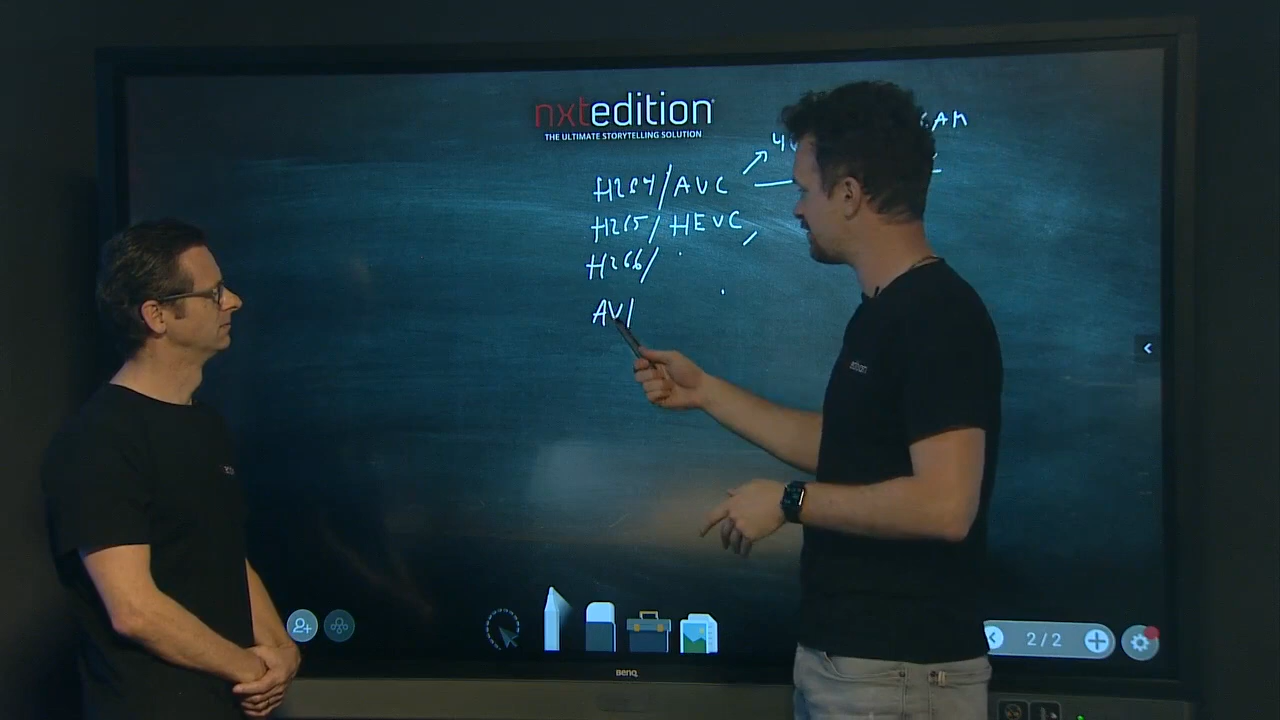 nxtedition
THE ULTIMATE STORYTELLING SOLUTION
H264/AVC
H265/HEVC
H266/
AV1
2/2
BenQ